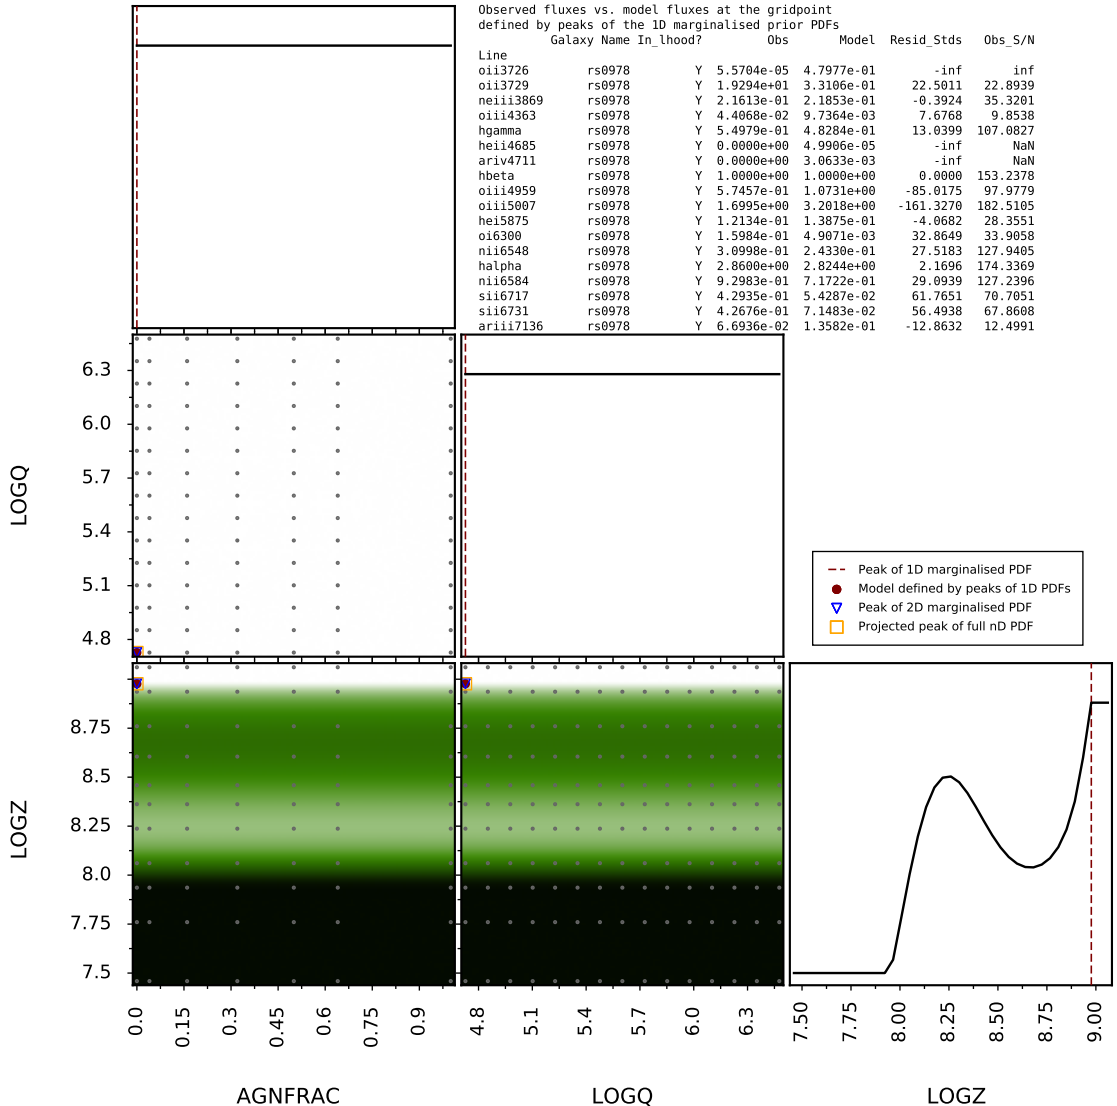 Observed fluxes vs. model fluxes at the gridpoint
defined by peaks of the 1D marginalised prior PDFs
Galaxy Name In_lhood? Obs Model Resid_Stds Obs_S/N
Line
oii3726 rs0978 Y 5.5704e-05 4.7977e-01 -inf inf
oii3729 rs0978 Y 1.9294e+01 3.3106e-01 22.5011 22.8939
neiii3869 rs0978 Y 2.1613e-01 2.1853e-01 -0.3924 35.3201
oiii4363 rs0978 Y 4.4068e-02 9.7364e-03 7.6768 9.8538
hgamma rs0978 Y 5.4979e-01 4.8284e-01 13.0399 107.0827
heii4685 rs0978 Y 0.0000e+00 4.9906e-05 -inf NaN
ariv4711 rs0978 Y 0.0000e+00 3.0633e-03 -inf NaN
hbeta rs0978 Y 1.0000e+00 1.0000e+00 0.0000 153.2378
oiii4959 rs0978 Y 5.7457e-01 1.0731e+00 -85.0175 97.9779
oiii5007 rs0978 Y 1.6995e+00 3.2018e+00 -161.3270 182.5105
hei5875 rs0978 Y 1.2134e-01 1.3875e-01 -4.0682 28.3551
oi6300 rs0978 Y 1.5984e-01 4.9071e-03 32.8649 33.9058
nii6548 rs0978 Y 3.0998e-01 2.4330e-01 27.5183 127.9405
halpha rs0978 Y 2.8600e+00 2.8244e+00 2.1696 174.3369
nii6584 rs0978 Y 9.2983e-01 7.1722e-01 29.0939 127.2396
sii6717 rs0978 Y 4.2935e-01 5.4287e-02 61.7651 70.7051
sii6731 rs0978 Y 4.2676e-01 7.1483e-02 56.4938 67.8608
ariii7136 rs0978 Y 6.6936e-02 1.3582e-01 -12.8632 12.4991
6.3
6.0
5.7
5.4
5.1
4.8
LOGQ
Peak of 1D marginalised PDF
Model defined by peaks of 1D PDFs
Peak of 2D marginalised PDF
Projected peak of full nD PDF
8.75
8.5
8.25
8.0
7.75
7.5
LOGZ
0.0 0.15 0.3 0.45 0.6 0.75 0.9
4.8 5.1 5.4 5.7 6.0 6.3
7.50 7.75 8.00 8.25 8.50 8.75 9.00
AGNFRAC LOGQ LOGZ